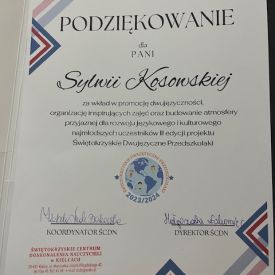 PODZIĘKOWANIE
dla
PANI
Sylwii Kosowskiej
za wkład w promocję dwujęzyczności,
organizację inspirujących zajęć oraz budowanie atmosfery
przyjaznej dla rozwoju językowego i kulturowego
najmłodszych uczestników III edycji projektu
Świętokrzyskie Dwujęzyczne Przedszkolaki
2023/2024
KOORDYNATOR ŚCDN
DYREKTOR ŚCDN
ŚWIĘTOKRZYSKIE CENTRUM
DOSKONALENIA NAUCZYCIELI
w KIELCACH